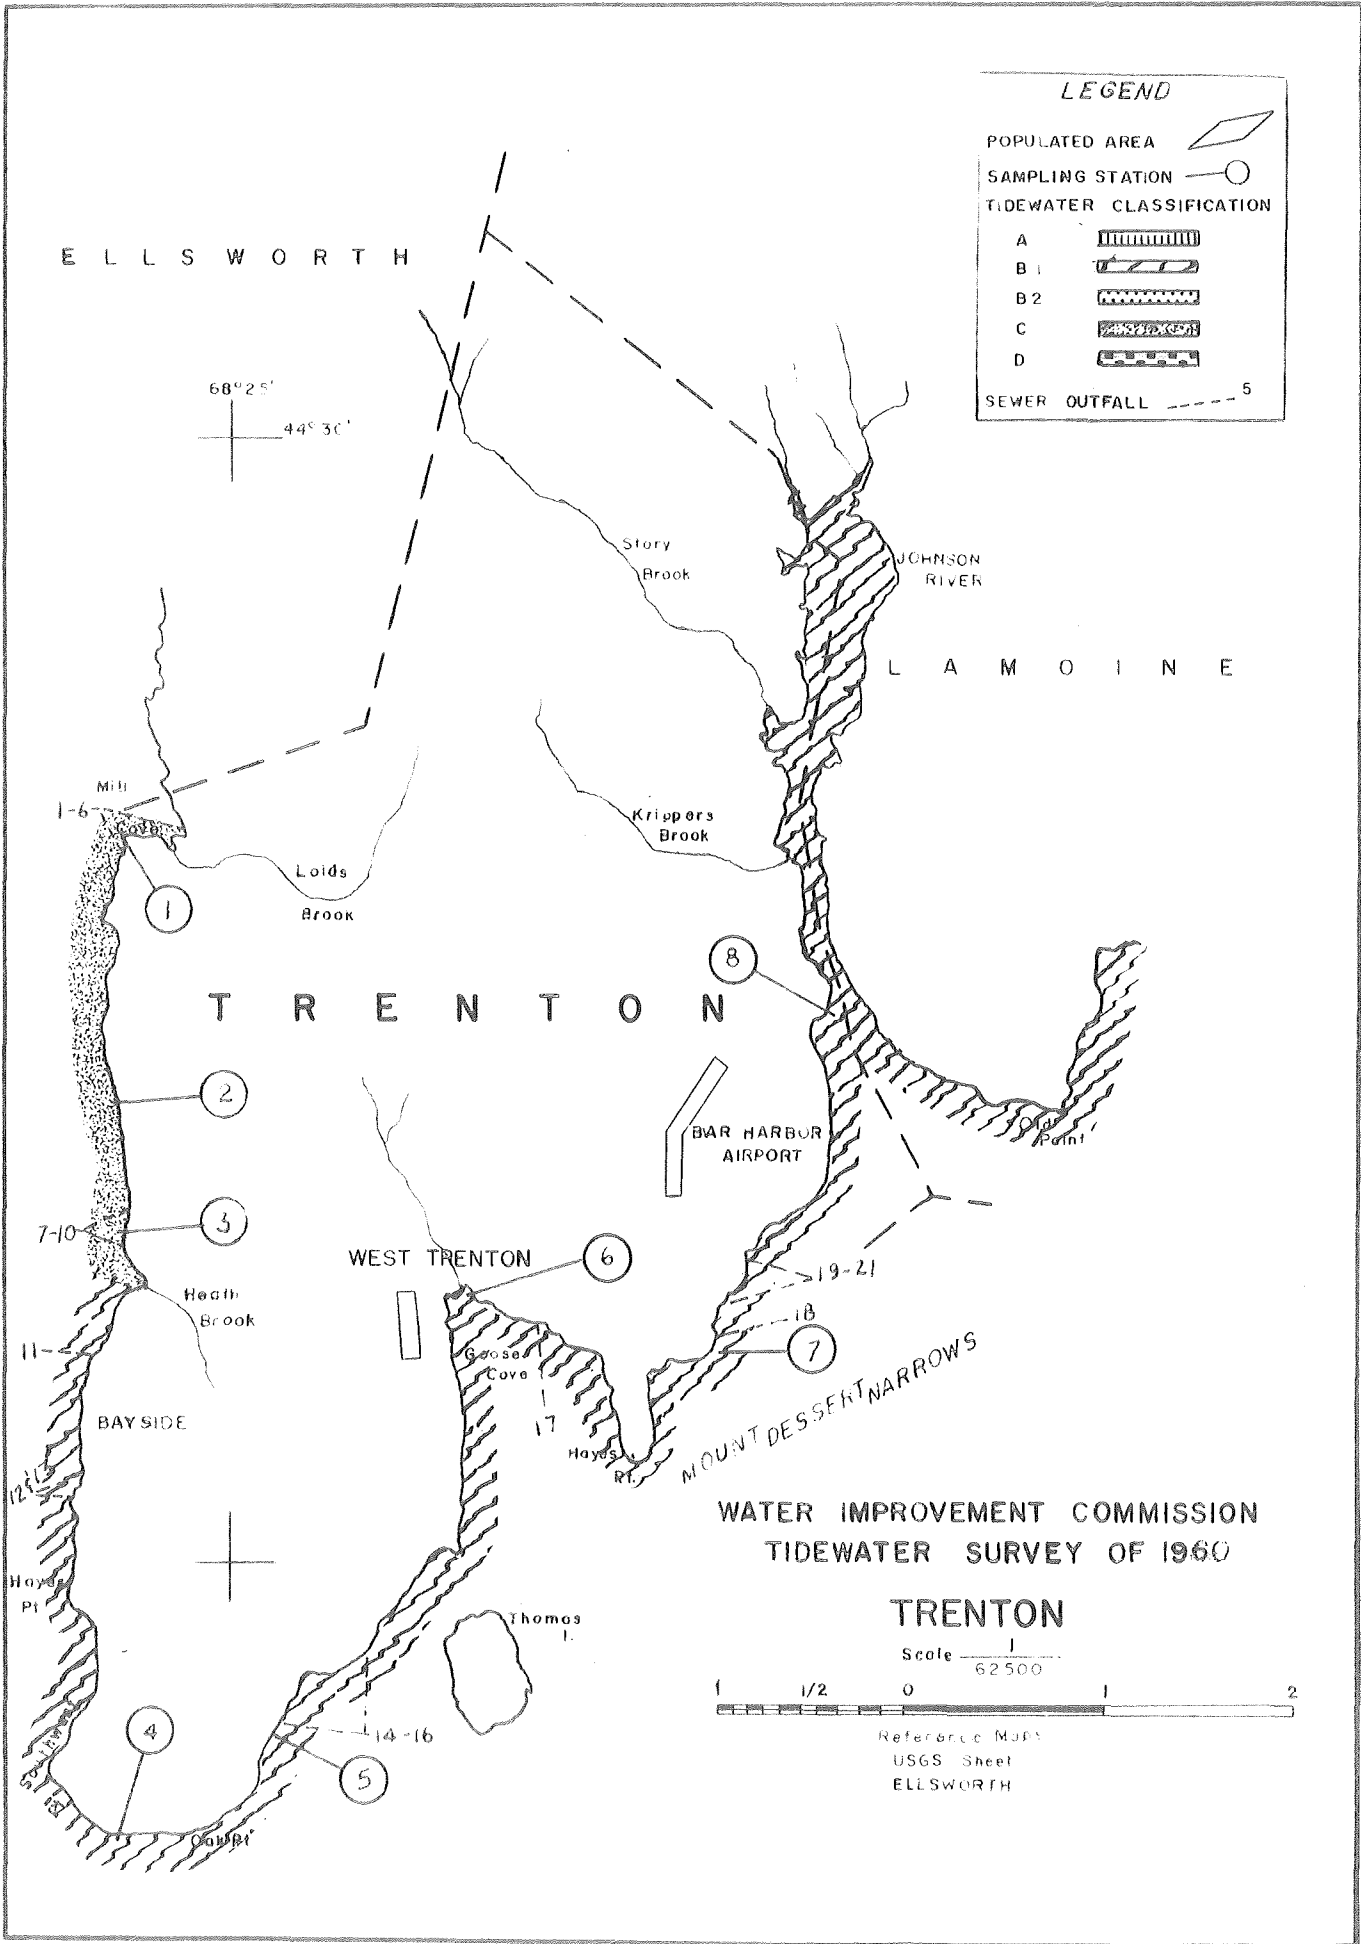 LEGEND
POPULATED AREA
SAMPLING STATION
TIDEWATER CLASSIFICATION
A
B 1
B 2
C
D
SEWER OUTFALL 5
ELLSWORTH
68°25'
44°30'
Story
Brook
JOHNSON
RIVER
LAMOINE
Mill
1-6
Cove
Krippers
Brook
Loids
Brook
1
8
TRENTON
2
BAR HARBOR
AIRPORT
Old
Point
3
7-10
WEST TRENTON
6
19-21
Heath
Brook
18
11
7
Goose
Cove
17
MOUNT DESSERT NARROWS
BAYSIDE
Hayes
Pt.
WATER IMPROVEMENT COMMISSION
TIDEWATER SURVEY OF 1960
Pt
TRENTON
Thomas
I.
Scale 1
62500
1 1/2 0 1 2
4
14-16
Reference Maps
USGS Sheet
ELLSWORTH
5